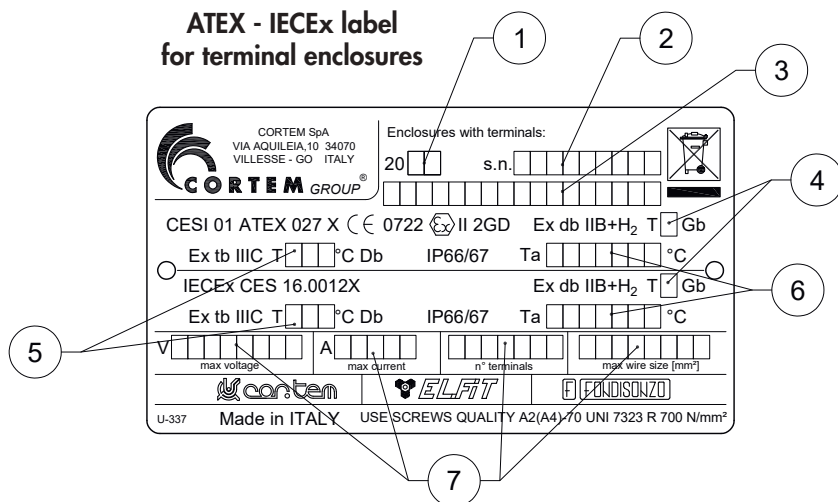 ATEX - IECEx label
for terminal enclosures
1
2
3
CORTEM SpA
VIA AQUILEIA,10 34070
VILLESSE - GO ITALY
CORTEM GROUP®
Enclosures with terminals:
20 s.n.
4
CESI 01 ATEX 027 X CE 0722 Ex II 2GD Ex db IIB+H₂ T Gb
Ex tb IIIC T °C Db IP66/67 Ta °C
IECEx CES 16.0012X Ex db IIB+H₂ T Gb
6
Ex tb IIIC T °C Db IP66/67 Ta °C
5
V A
max voltage max current n° terminals max wire size [mm²]
cortem ELFIT F FONDISONZO
U-337 Made in ITALY USE SCREWS QUALITY A2(A4)-70 UNI 7323 R 700 N/mm²
7